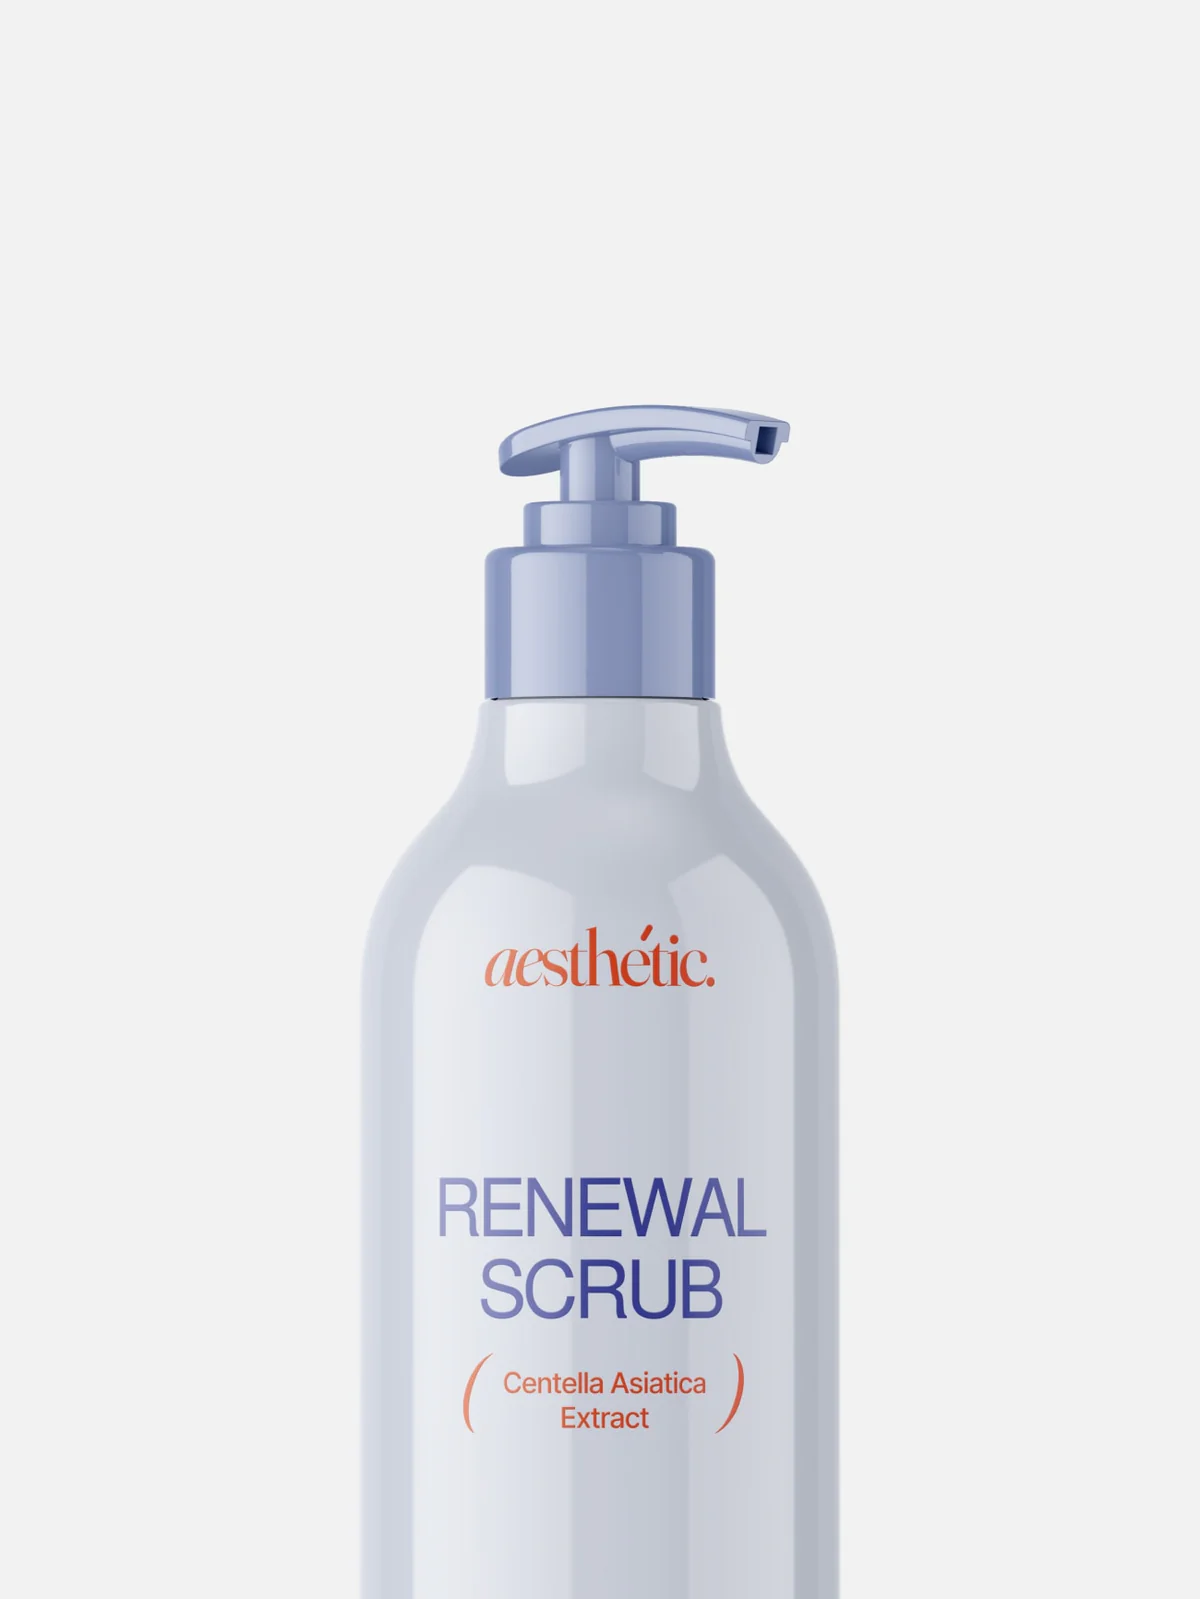 aesthétic.
RENEWAL
SCRUB
( Centella Asiatica
Extract )